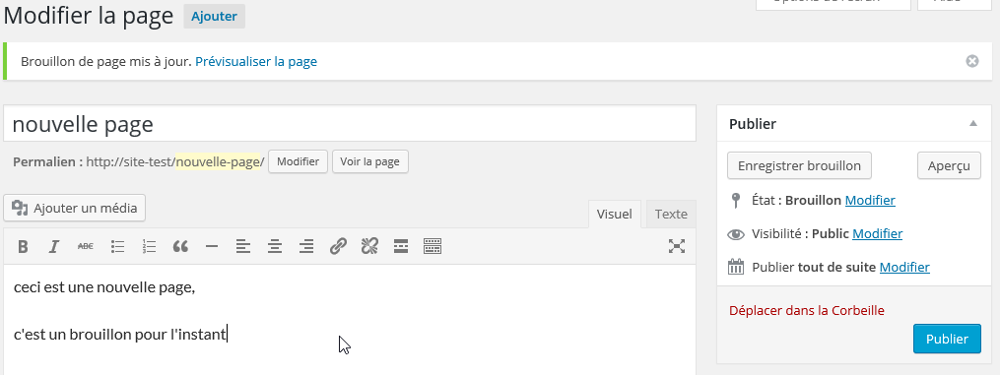 Modifier la page Ajouter
Brouillon de page mis à jour. Prévisualiser la page
nouvelle page
Permalien : http://site-test/nouvelle-page/ Modifier Voir la page
Ajouter un média
Visuel Texte
B I ABC
ceci est une nouvelle page,
c'est un brouillon pour l'instant
Publier
Enregistrer brouillon Aperçu
État : Brouillon Modifier
Visibilité : Public Modifier
Publier tout de suite Modifier
Déplacer dans la Corbeille
Publier